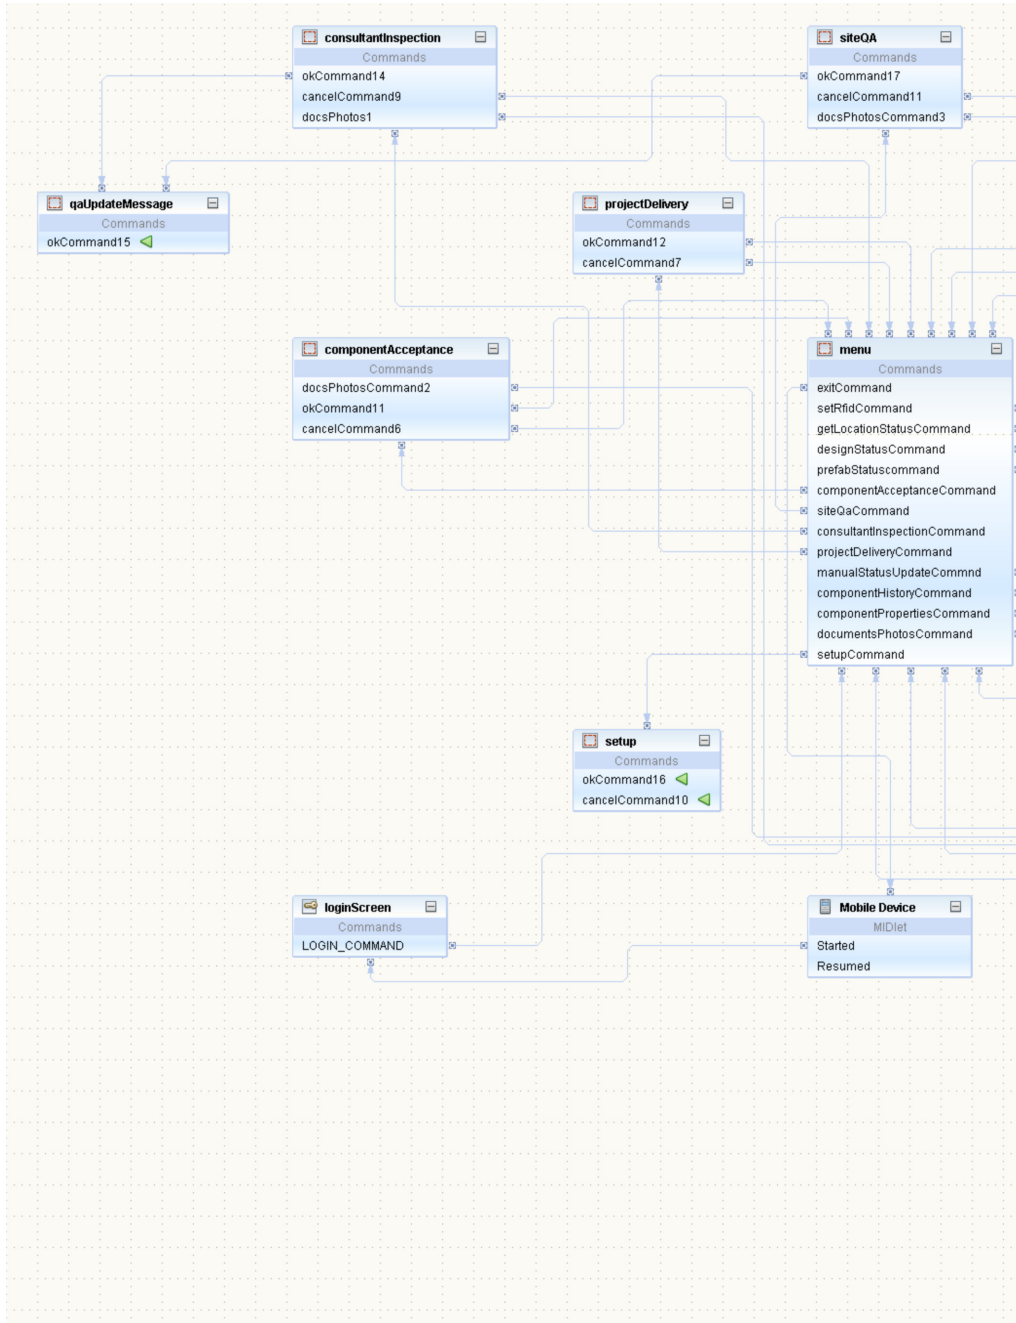 consultantInspection
Commands
okCommand14
cancelCommand9
docsPhotos1
siteQA
Commands
okCommand17
cancelCommand11
docsPhotosCommand3
qaUpdateMessage
Commands
okCommand15
projectDelivery
Commands
okCommand12
cancelCommand7
componentAcceptance
Commands
docsPhotosCommand2
okCommand11
cancelCommand6
menu
Commands
exitCommand
setRfidCommand
getLocationStatusCommand
designStatusCommand
prefabStatuscommand
componentAcceptanceCommand
siteQaCommand
consultantInspectionCommand
projectDeliveryCommand
manualStatusUpdateCommnd
componentHistoryCommand
componentPropertiesCommand
documentsPhotosCommand
setupCommand
setup
Commands
okCommand16
cancelCommand10
loginScreen
Commands
LOGIN_COMMAND
Mobile Device
MIDlet
Started
Resumed